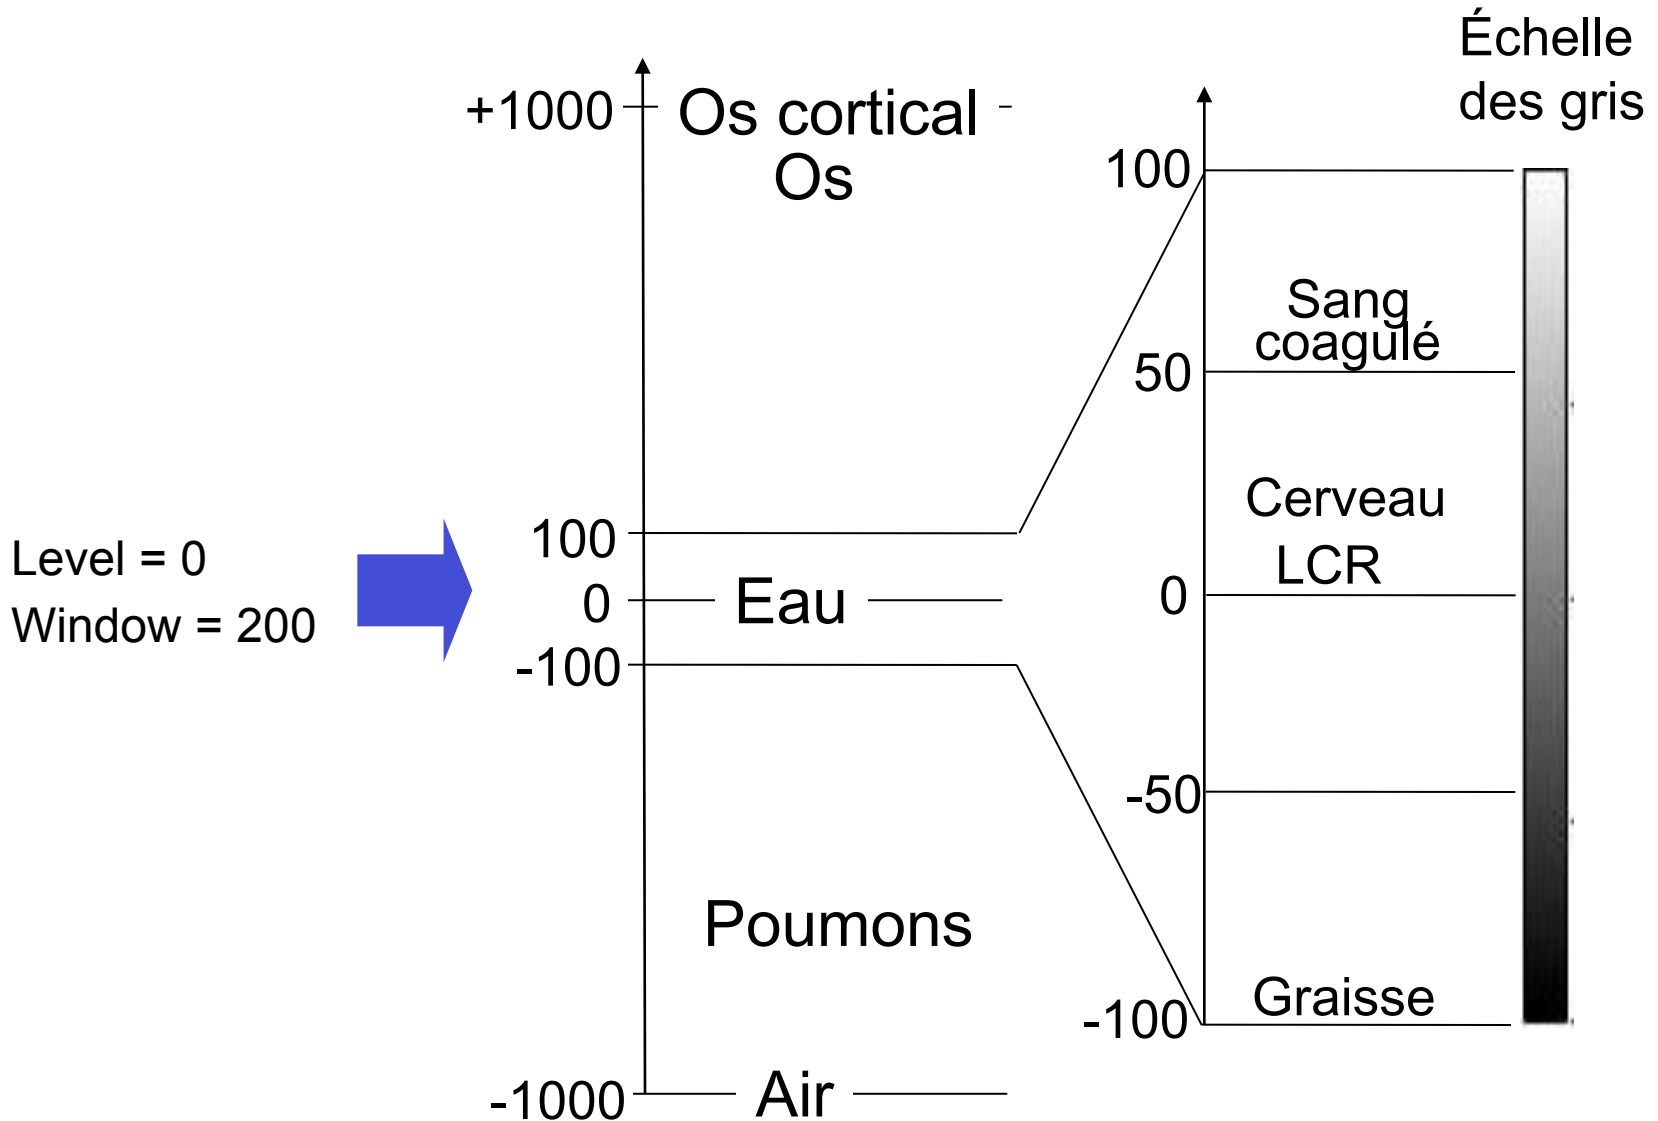 Échelle
des gris
+1000
Os cortical
Os
100
Sang
coagulé
50
Cerveau
Level = 0
100
LCR
0
Eau
0
Window = 200
-100
-50
Poumons
Graisse
-100
-1000
Air